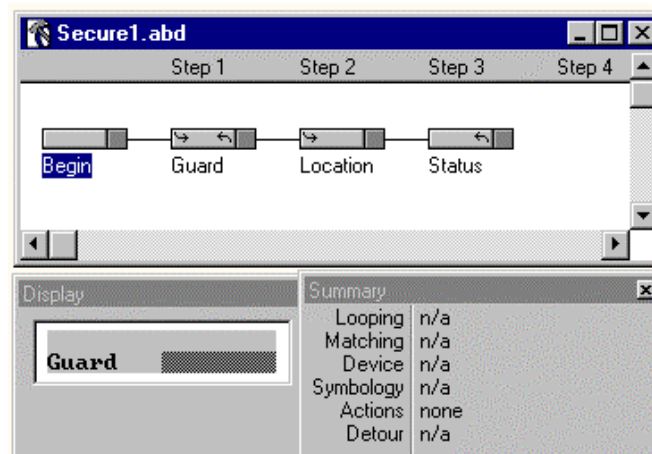 Secure1.abd
Step 1 Step 2 Step 3 Step 4
Begin Guard Location Status
Display
Guard
Summary
Looping n/a
Matching n/a
Device n/a
Symbology n/a
Actions none
Detour n/a